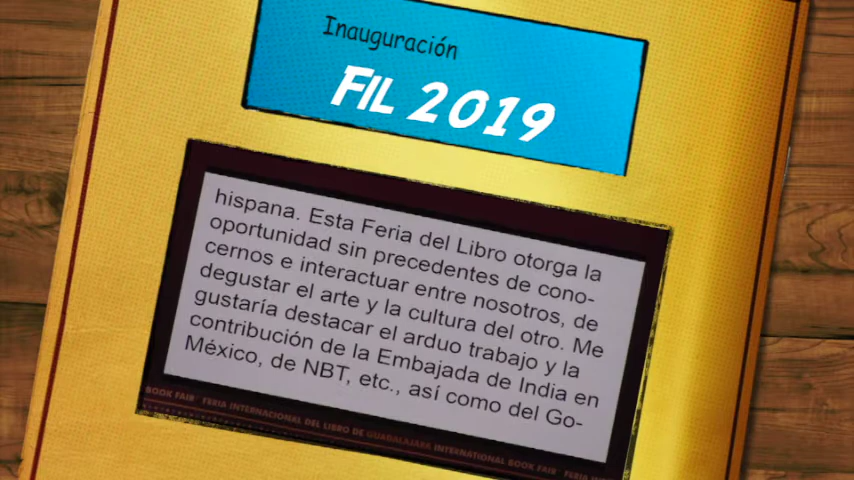 Inauguración
FIL 2019
hispana. Esta Feria del Libro otorga la
oportunidad sin precedentes de cono-
cernos e interactuar entre nosotros, de
degustar el arte y la cultura del otro. Me
gustaría destacar el arduo trabajo y la
contribución de la Embajada de India en
México, de NBT, etc., así como del Go-
BOOK FAIR FERIA INTERNACIONAL DEL LIBRO DE GUADALAJARA INTERNATIONAL BOOK FAIR FERIA